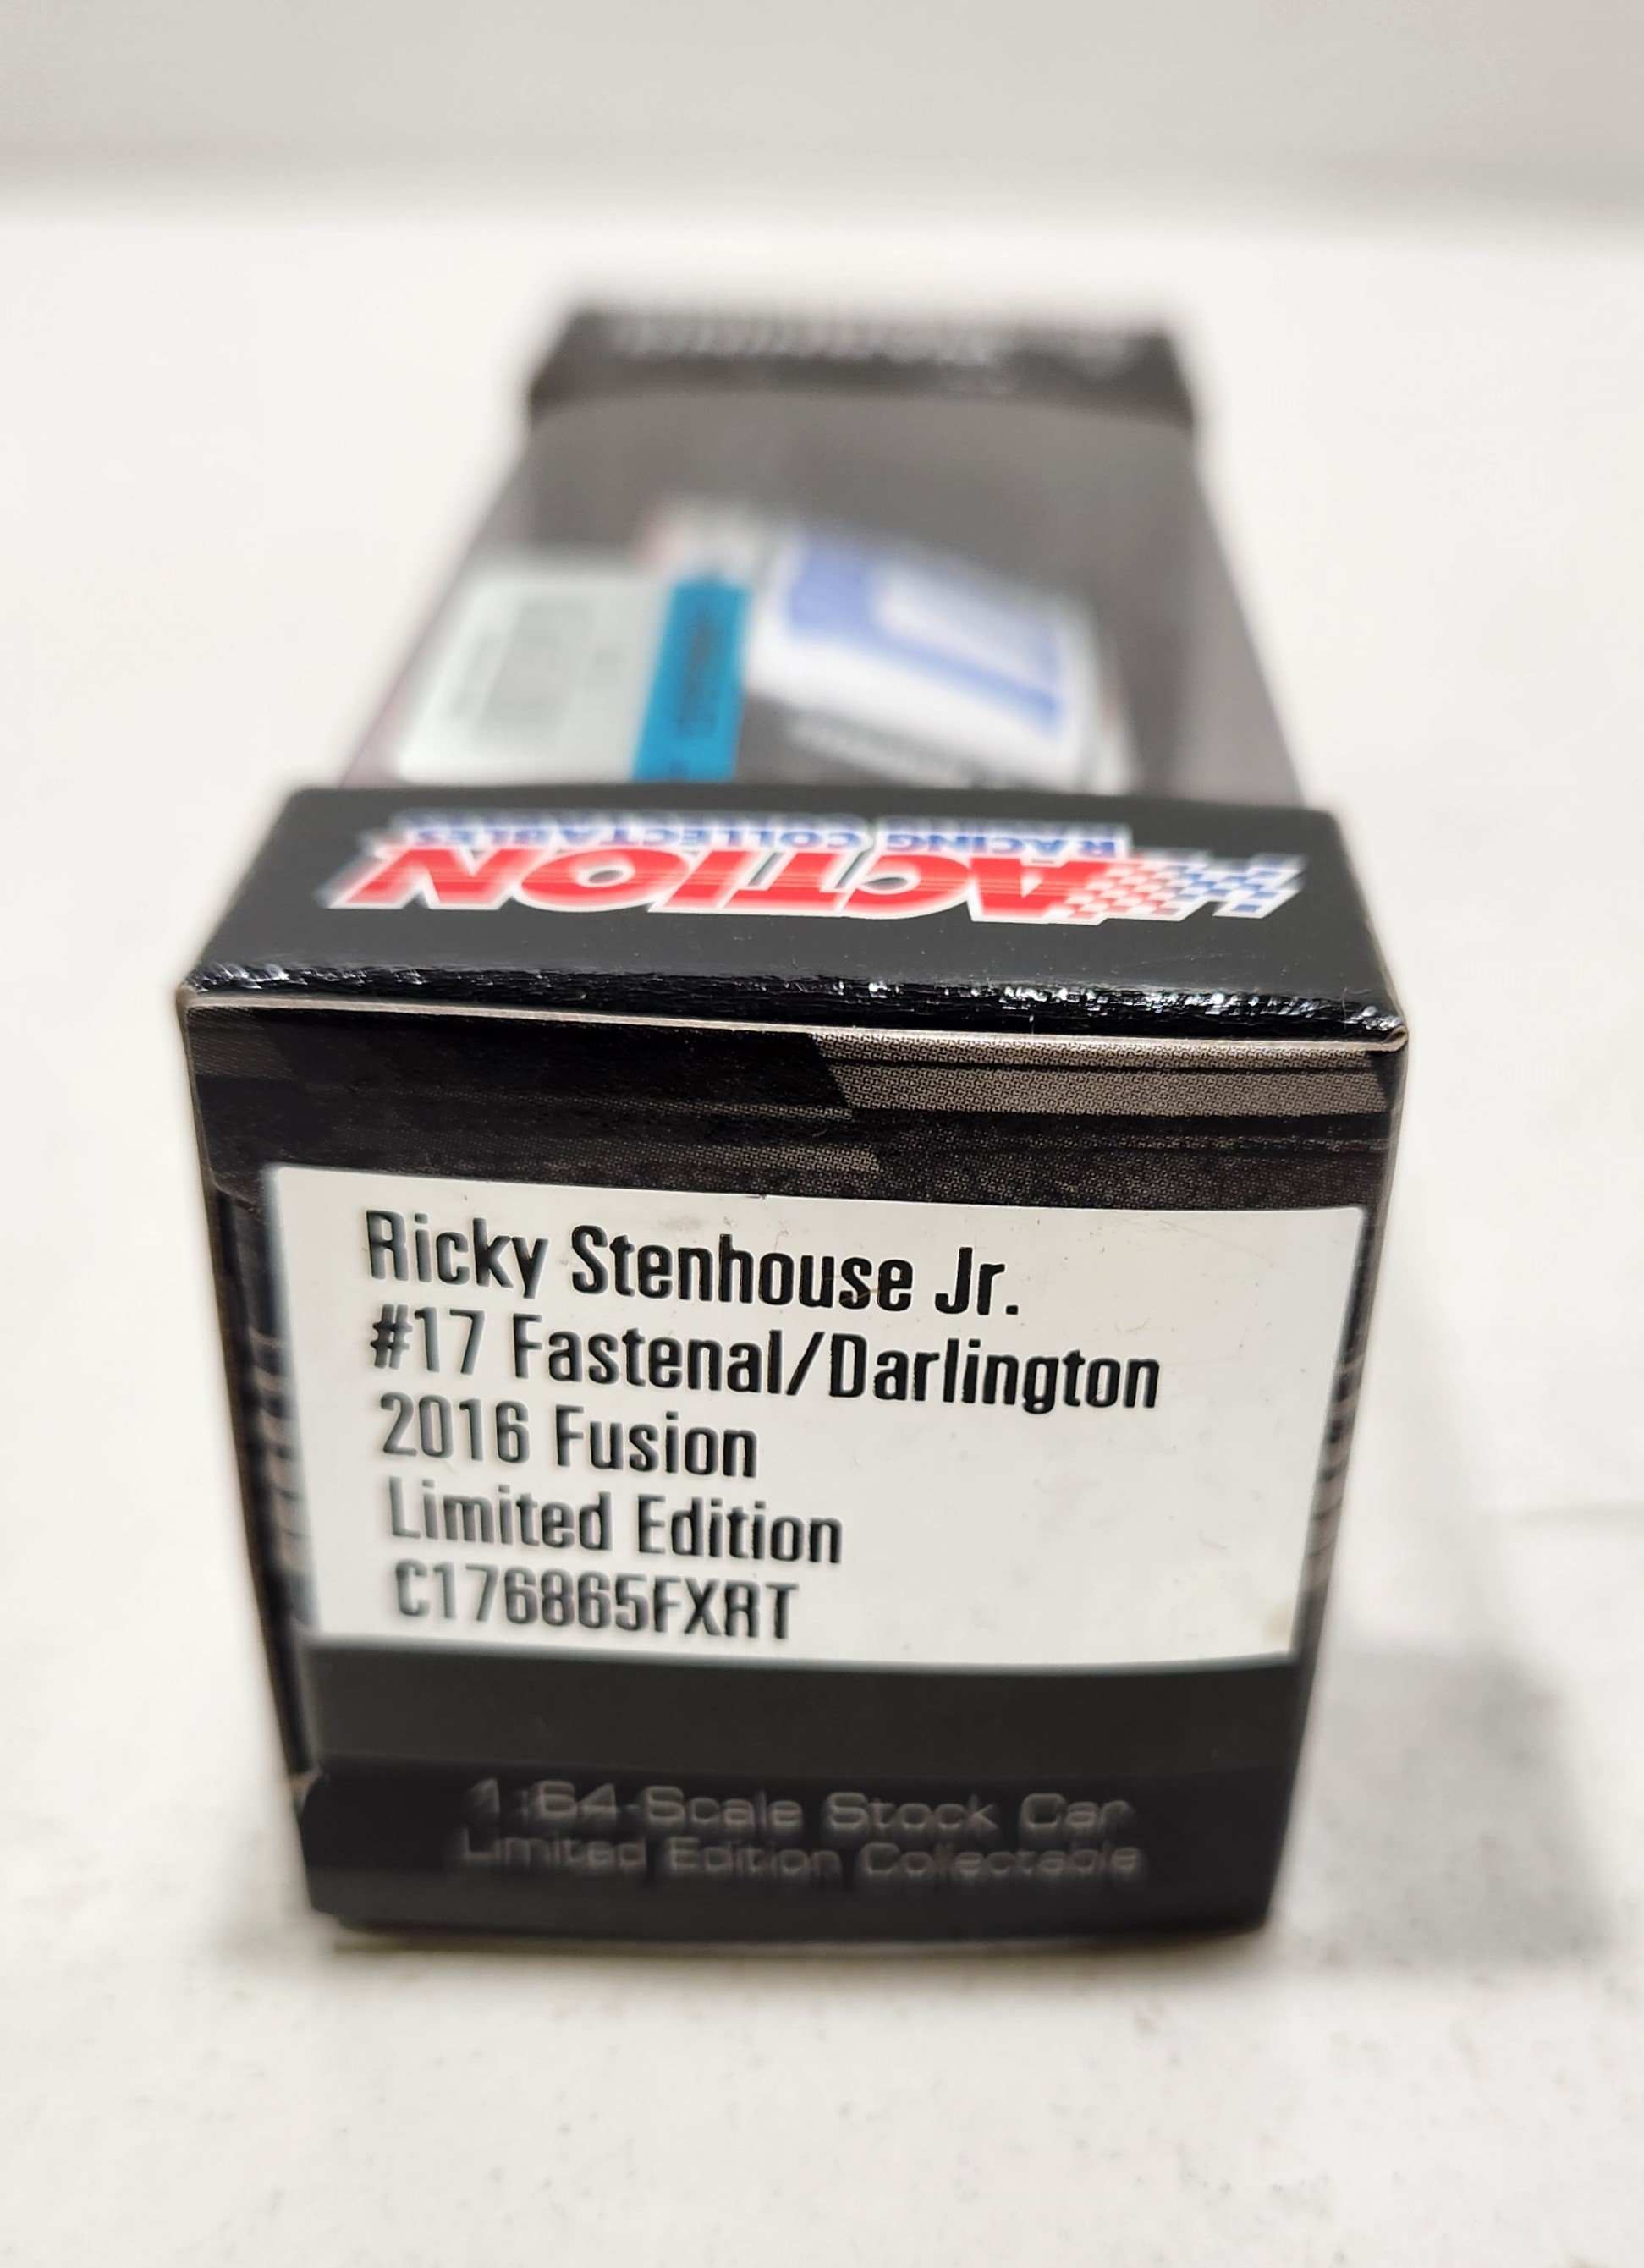 ACTION
RACING COLLECTABLES
Ricky Stenhouse Jr.
#17 Fastenal/Darlington
2016 Fusion
Limited Edition
C176865FXRT
1:64-Scale Stock Car
Limited Edition Collectable